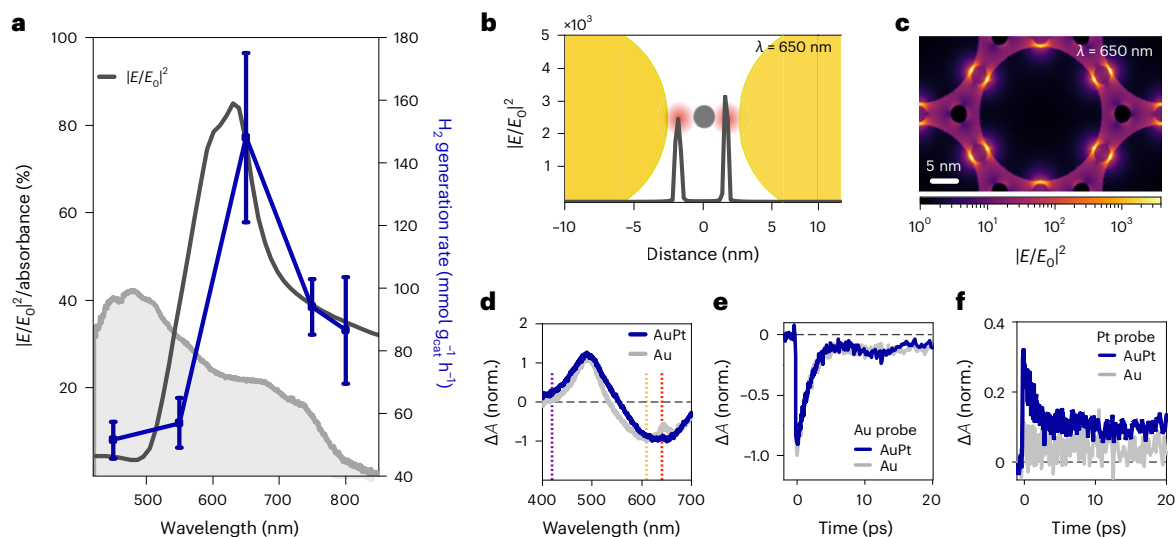 a
100
80
60
40
20
|E/E₀|²/absorbance (%)
|E/E₀|²
180
160
140
120
100
80
60
40
H₂ generation rate (mmol g_cat⁻¹ h⁻¹)
500 600 700 800
Wavelength (nm)
b
×10³
5
4
3
2
1
|E/E₀|²
λ = 650 nm
–10 –5 0 5 10
Distance (nm)
c
λ = 650 nm
5 nm
10⁰ 10¹ 10² 10³
|E/E₀|²
d
2
1
0
–1
ΔA (norm.)
AuPt
Au
400 500 600 700
Wavelength (nm)
e
0
–0.5
–1.0
ΔA (norm.)
Au probe
AuPt
Au
0 10 20
Time (ps)
f
0.4
0.2
0
ΔA (norm.)
Pt probe
AuPt
Au
0 10 20
Time (ps)